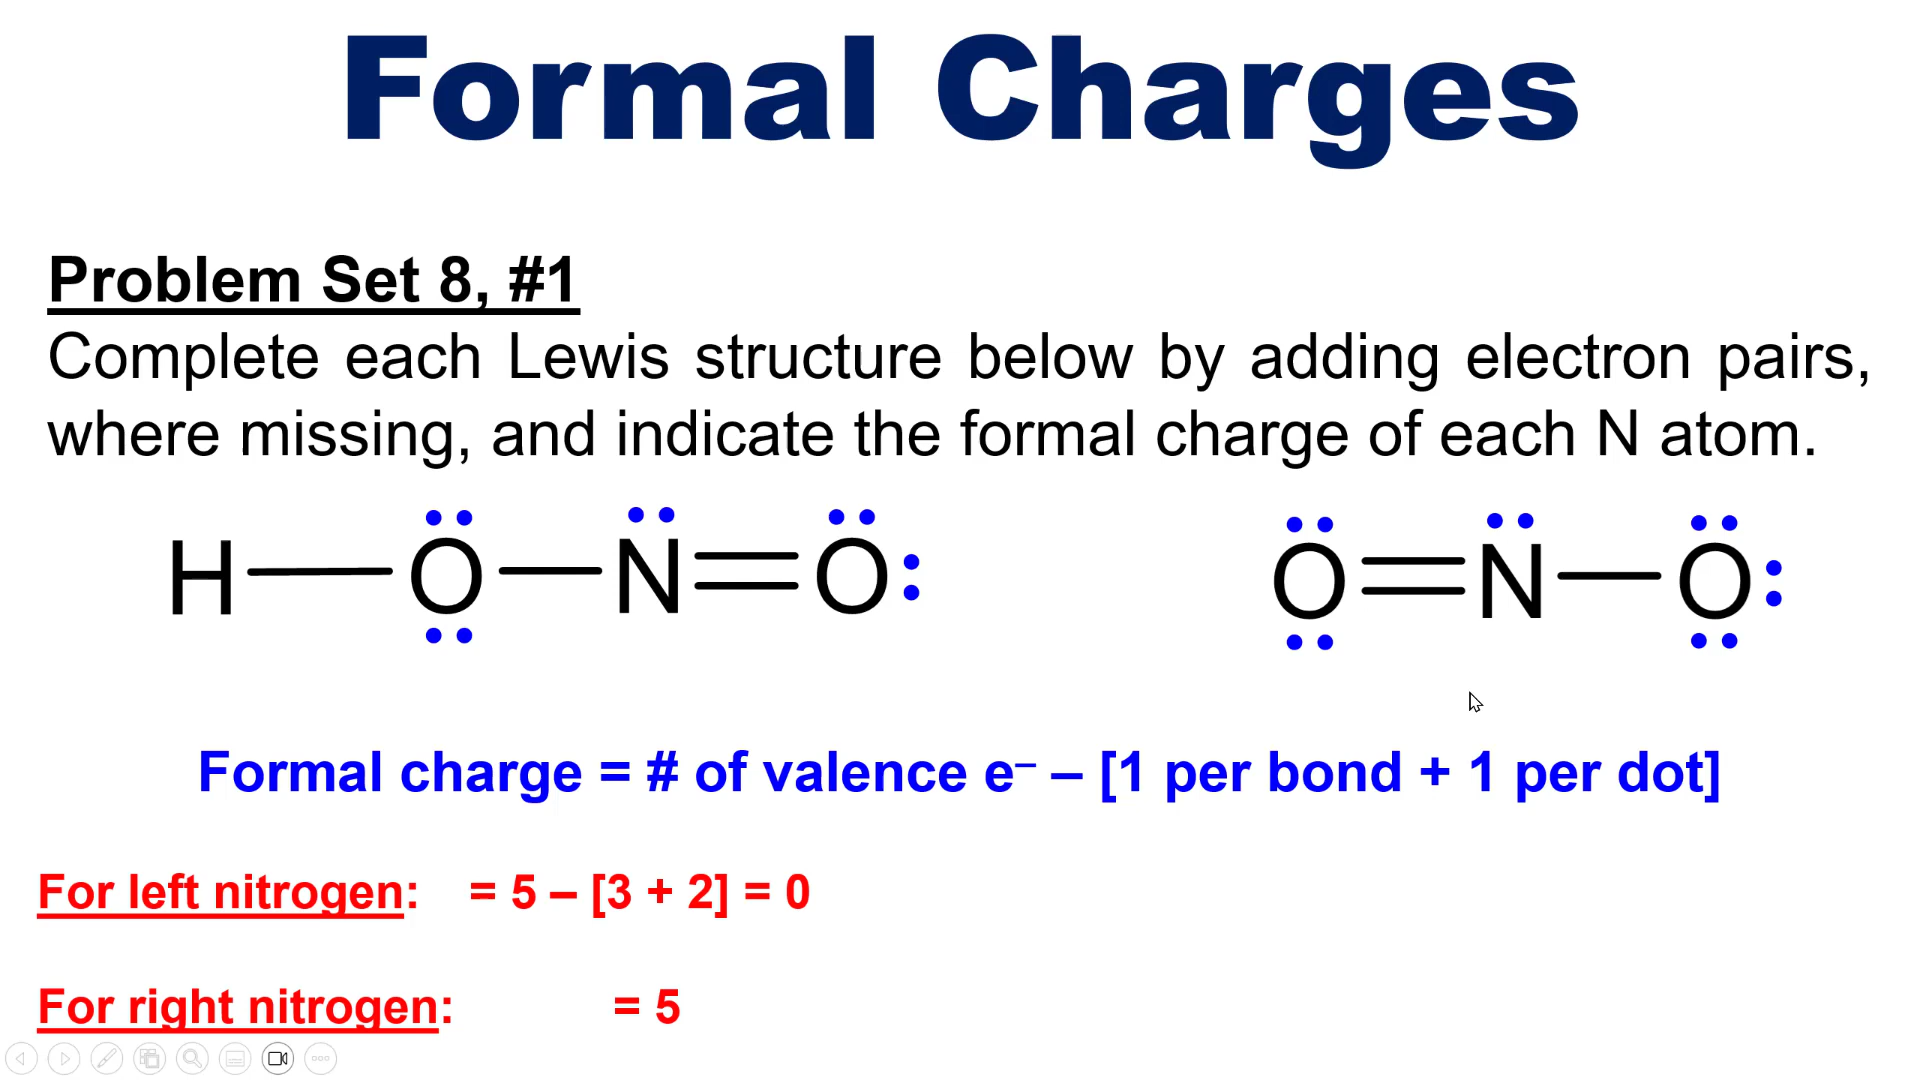 Formal Charges
Problem Set 8, #1
Complete each Lewis structure below by adding electron pairs,
where missing, and indicate the formal charge of each N atom.
H—O—N=O: O=N—O:
Formal charge = # of valence e⁻ – [1 per bond + 1 per dot]
For left nitrogen: = 5 – [3 + 2] = 0
For right nitrogen: = 5